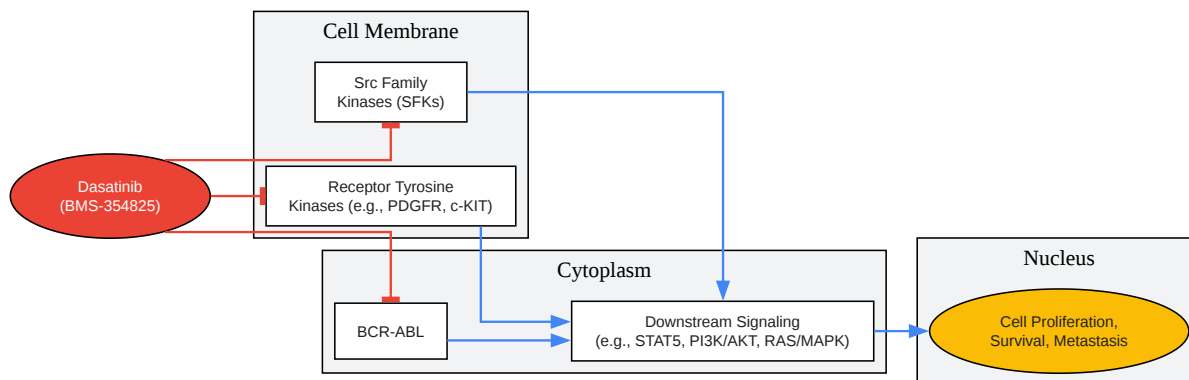 Cell Membrane
Src Family
Kinases (SFKs)
Dasatinib
(BMS-354825)
Receptor Tyrosine
Kinases (e.g., PDGFR, c-KIT)
Cytoplasm
BCR-ABL
Downstream Signaling
(e.g., STAT5, PI3K/AKT, RAS/MAPK)
Nucleus
Cell Proliferation,
Survival, Metastasis